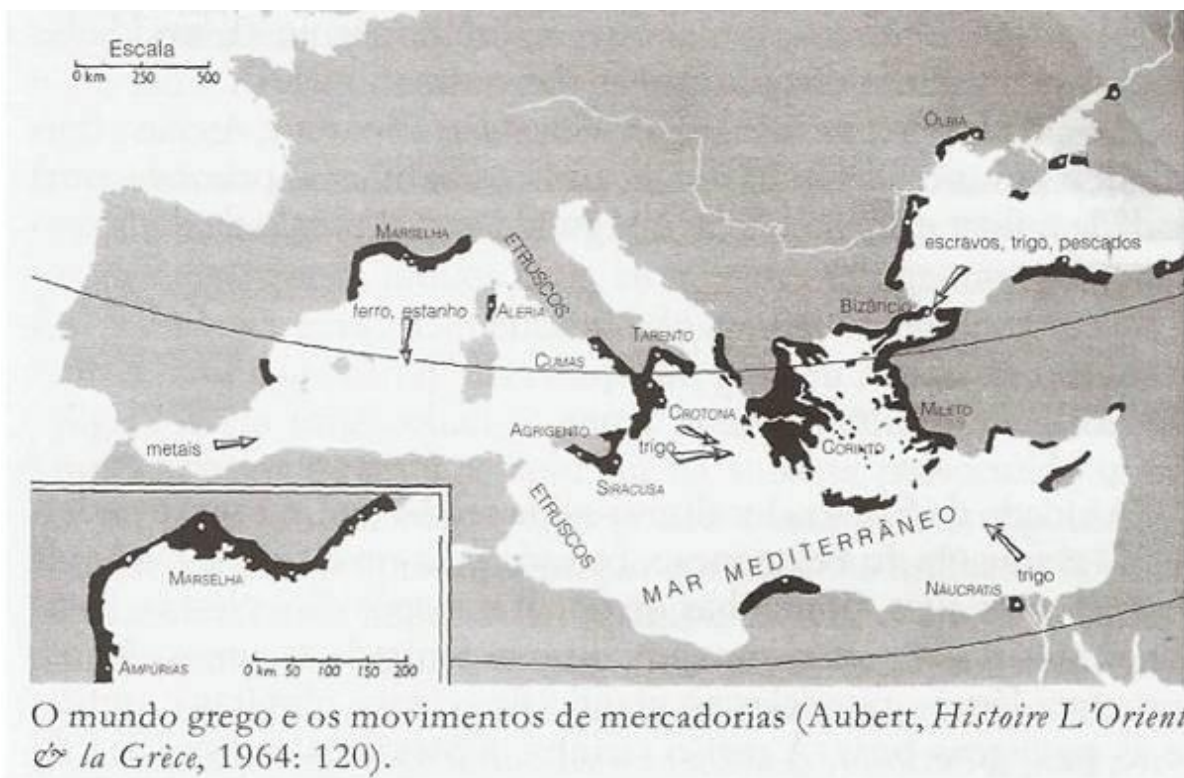 Escala
0 km 250 500
OLBIA
MARSELHA
ETRUSCOS
escravos, trigo, pescados
ferro, estanho
ALERIA
BIZÂNCIO
TARENTO
CUMAS
CROTONA
MILETO
AGRIGENTO
metais
trigo
CORINTO
SIRACUSA
ETRUSCOS
MAR MEDITERRÂNEO
trigo
NÁUCRATIS
MARSELHA
AMPÚRIAS
0 km 50 100 150 200
O mundo grego e os movimentos de mercadorias (Aubert, Histoire L'Orient
& la Grèce, 1964: 120).